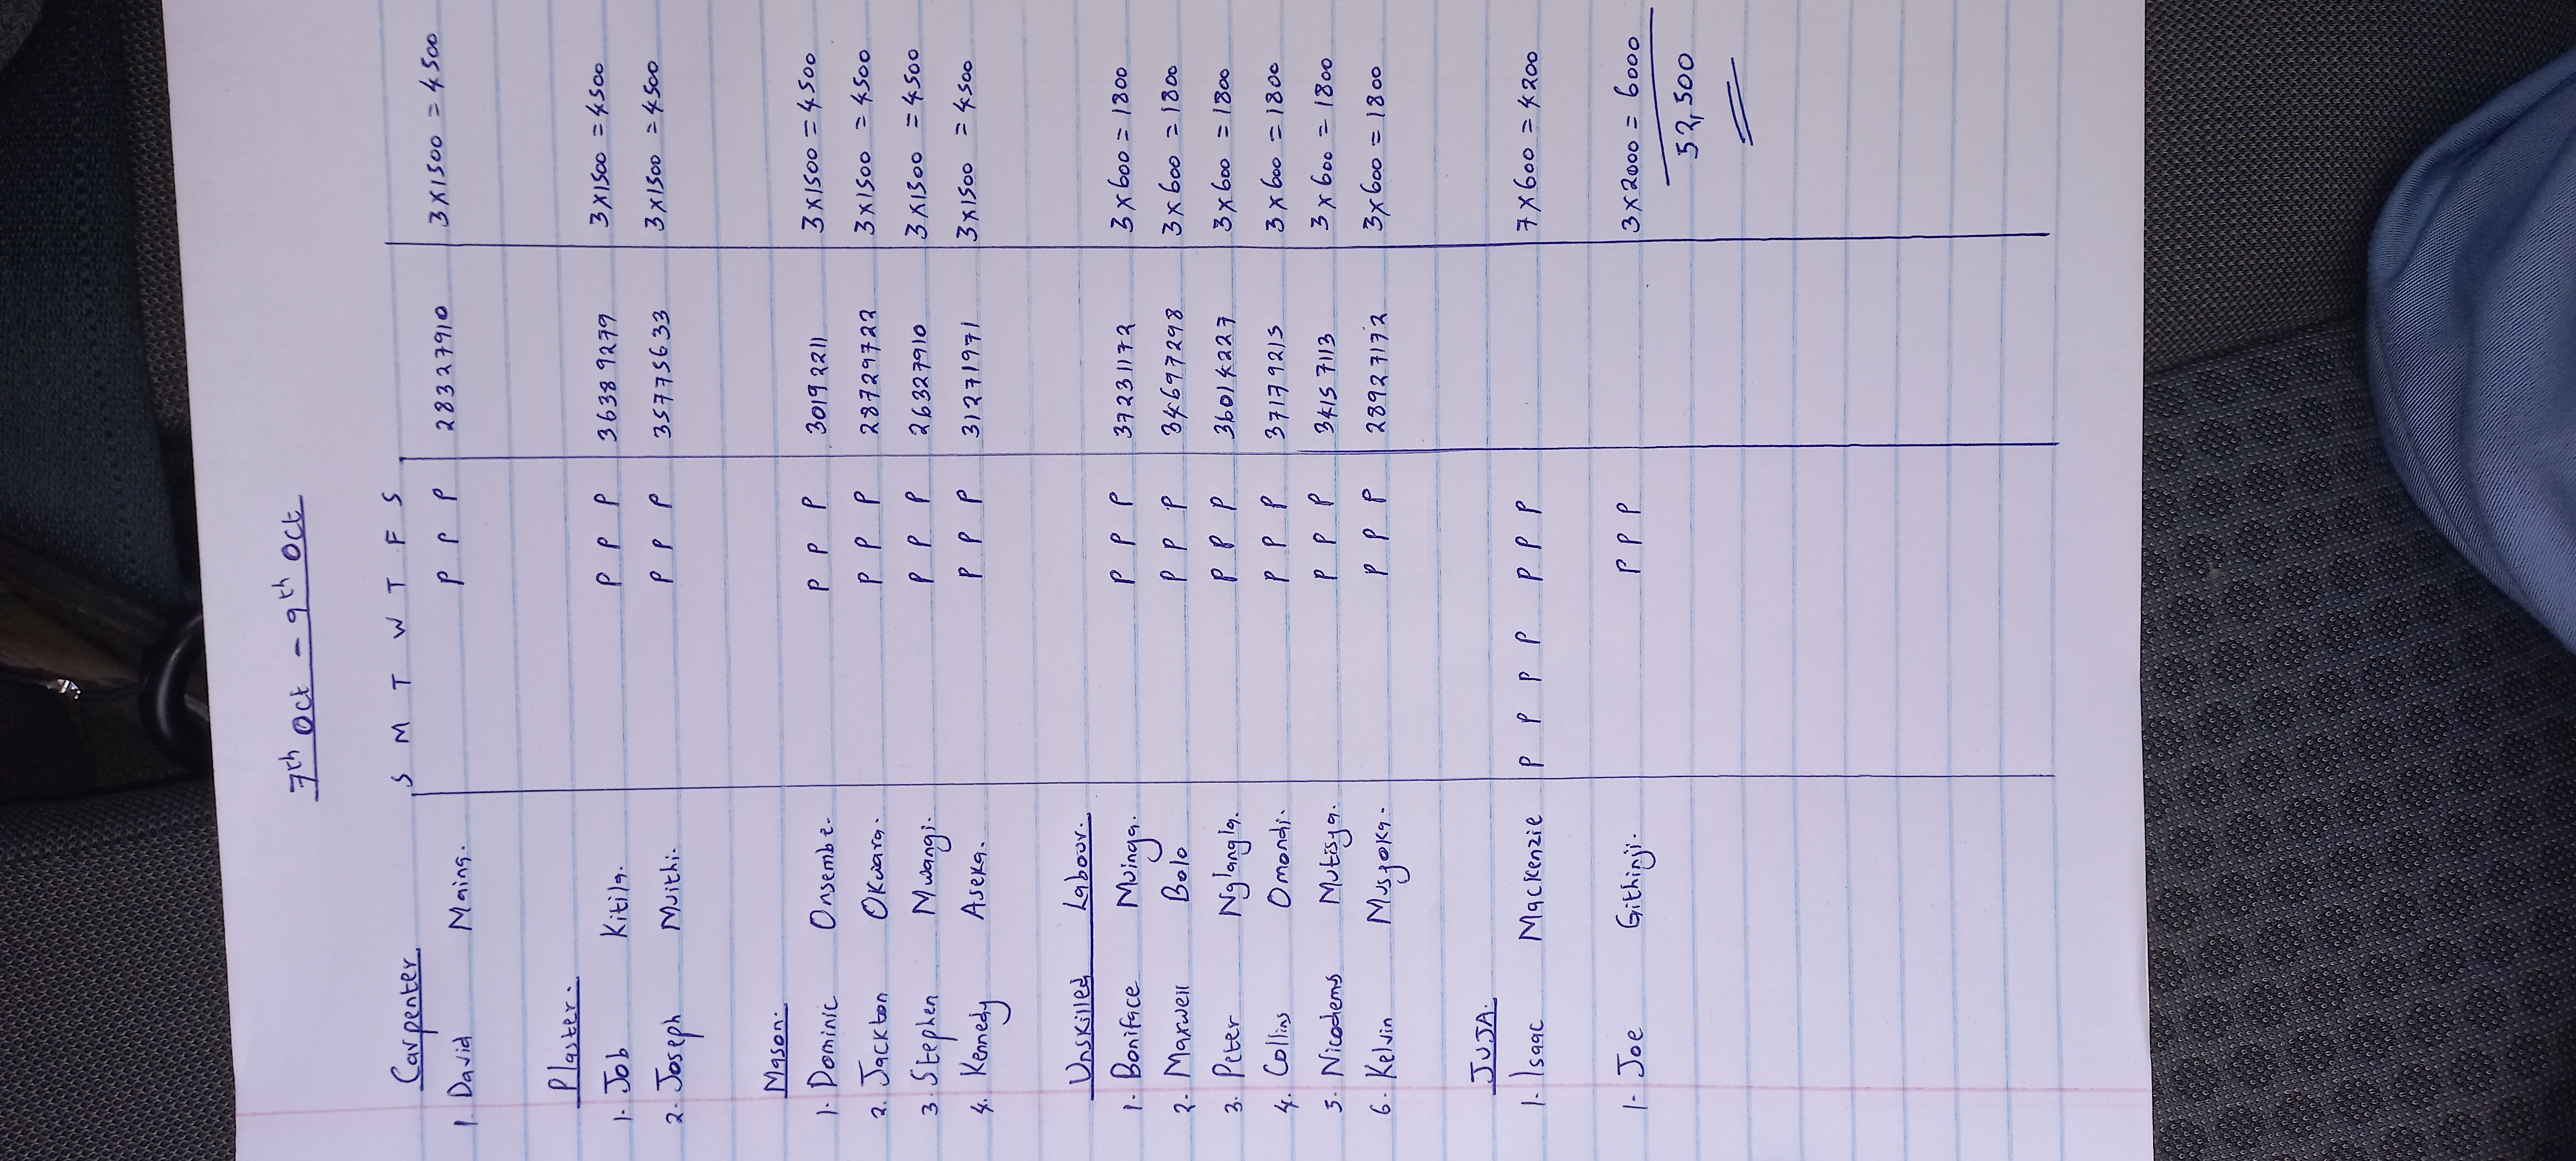 7th Oct - 9th Oct
Carpenter. S M T W T F S
1. David Maina. P P P 28327910 3x1500 = 4500
Plaster.
1. Job Kitila. P P P 36389279 3x1500 = 4500
2. Joseph Muithi. P P P 35775633 3x1500 = 4500
Mason.
1. Dominic Onsembe. P P P 30192211 3x1500 = 4500
2. Jackton Okwara. P P P 28729722 3x1500 = 4500
3. Stephen Mwangi. P P P 26327910 3x1500 = 4500
4. Kennedy Aseka. P P P 31271971 3x1500 = 4500
Unskilled Labour.
1. Boniface Muinga. P P P 37231172 3x600 = 1800
2. Maxwell Bolo P P P 34697298 3x600 = 1800
3. Peter Ng'ang'a. P P P 36014227 3x600 = 1800
4. Collins Omondi. P P P 37179215 3x600 = 1800
5. Nicodems Mutisya. P P P 34157113 3x600 = 1800
6. Kelvin Musyoka. P P P 28927172 3x600 = 1800
JUJA.
1. Isaac Mackenzie P P P P P P P 7x600 = 4200
1. Joe Githinji. P P P 3x2000 = 6000
52,500